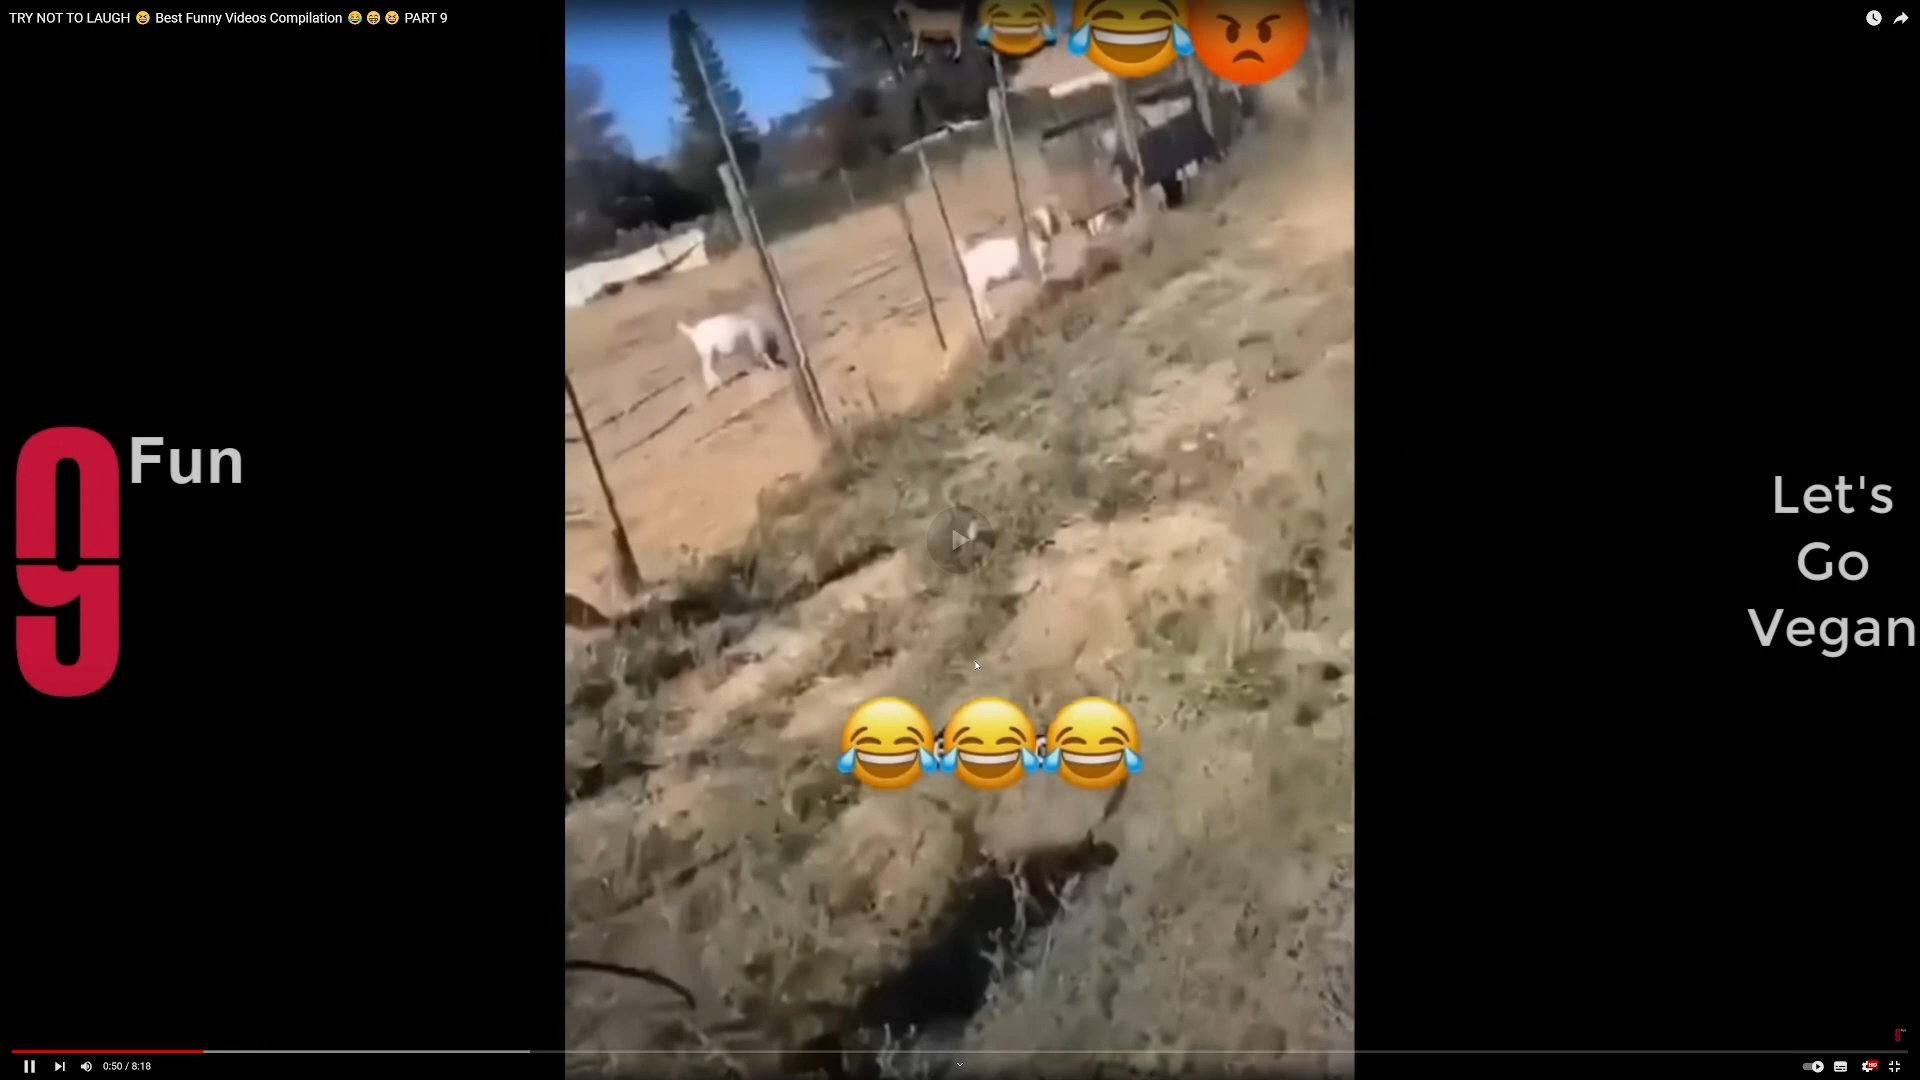 TRY NOT TO LAUGH 😆 Best Funny Videos Compilation 😂 😁 😆 PART 9
9
Fun
Let's
Go
Vegan
0:50 / 8:18
HD